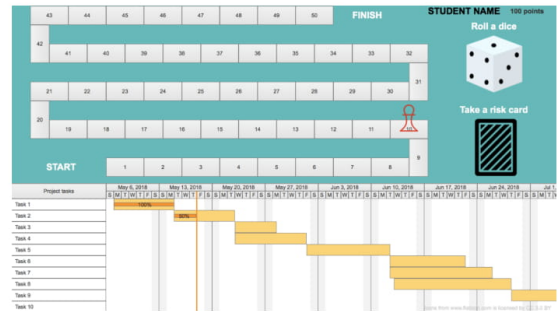 43 44 45 46 47 48 49 50 FINISH
STUDENT NAME 100 points
Roll a dice
42
41 40 39 38 37 36 35 34 33 32
31
21 22 23 24 25 26 27 28 29 30
20
19 18 17 16 15 14 13 12 11 10
Take a risk card
9
START 1 2 3 4 5 6 7 8
Project tasks
May 6, 2018 May 13, 2018 May 20, 2018 May 27, 2018 Jun 3, 2018 Jun 10, 2018 Jun 17, 2018 Jun 24, 2018 Jul 1,
S M T W T F S S M T W T F S S M T W T F S S M T W T F S S M T W T F S S M T W T F S S M T W T F S S M T W T F S S M T W T F
Task 1 100%
Task 2
Task 3
Task 4
Task 5
Task 6
Task 7
Task 8
Task 9
Task 10